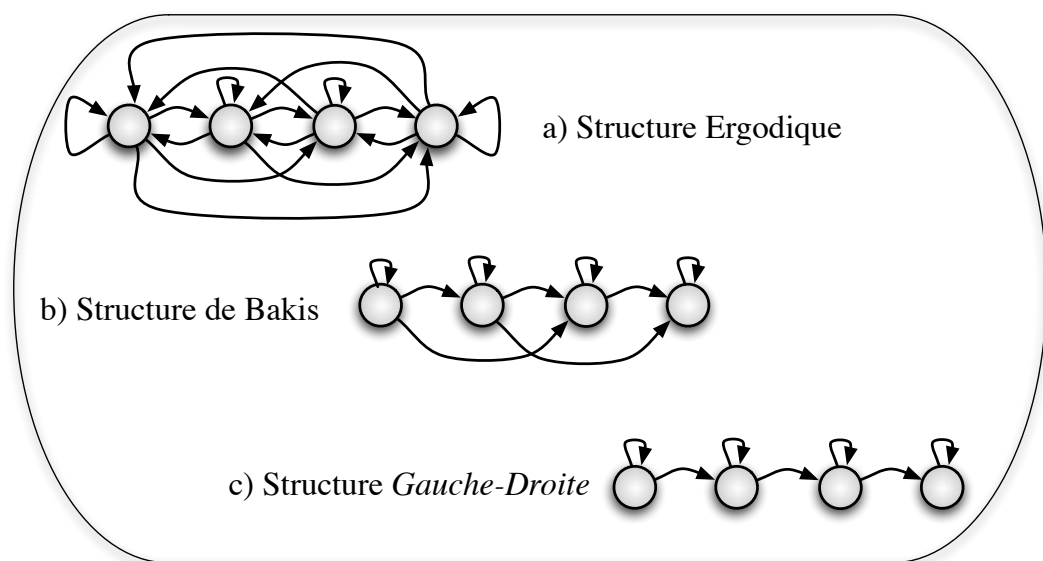 a) Structure Ergodique
b) Structure de Bakis
c) Structure Gauche-Droite